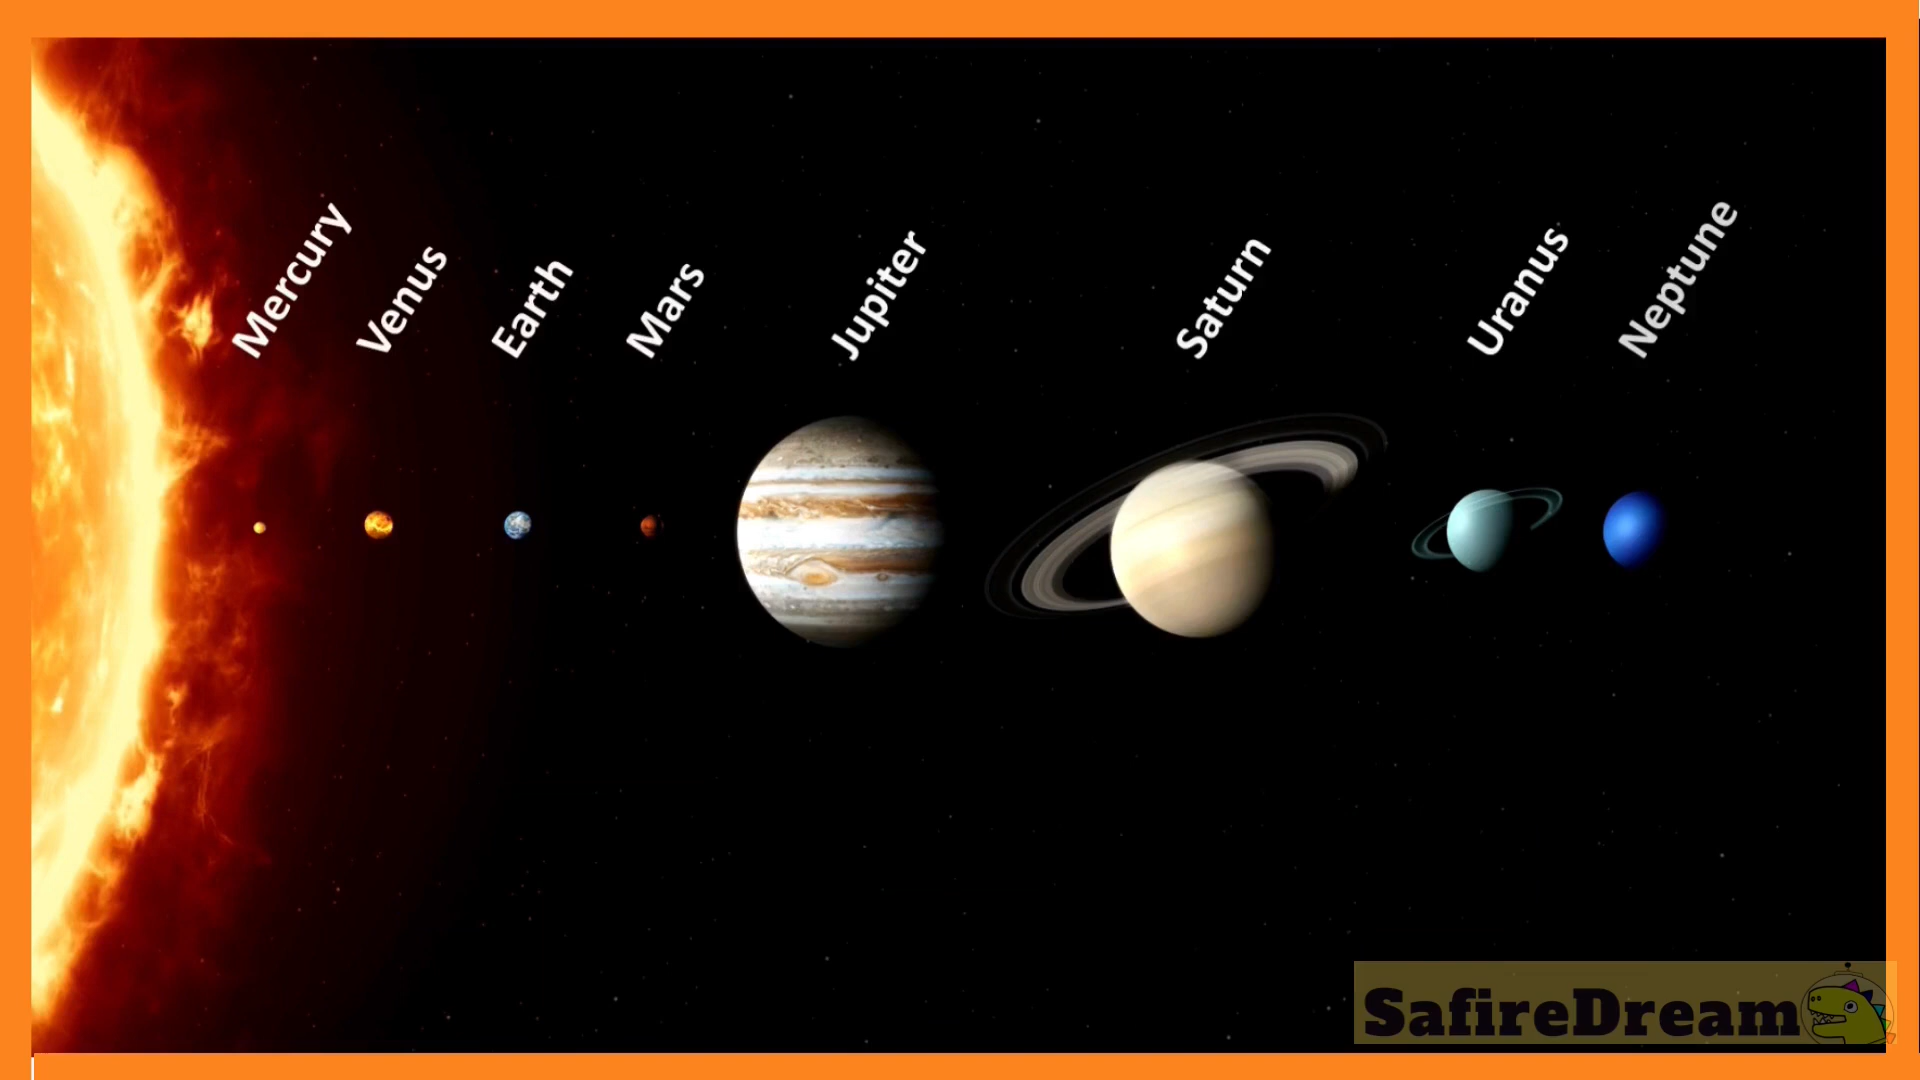 Mercury
Venus
Earth
Mars
Jupiter
Saturn
Uranus
Neptune
SafireDream